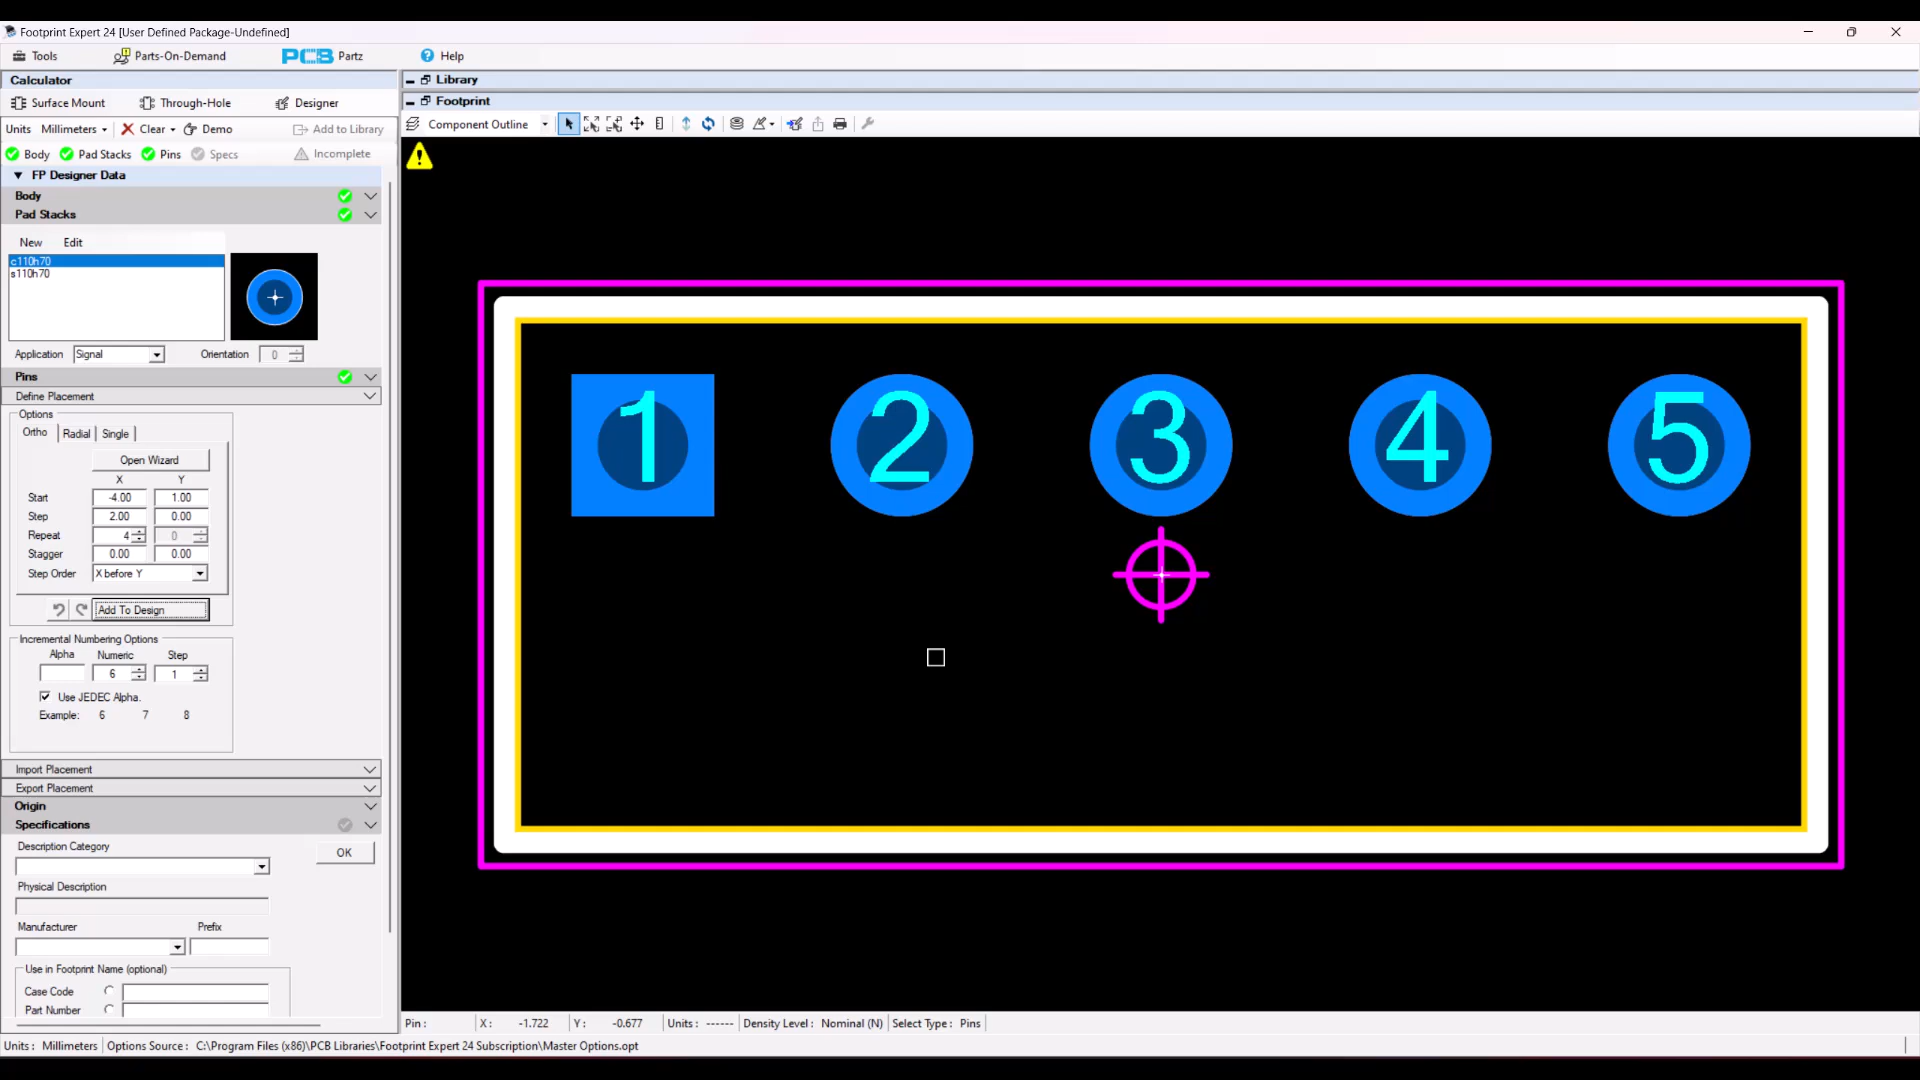 Footprint Expert 24 [User Defined Package-Undefined]
Tools Parts-On-Demand PCB Partz Help
Calculator
Surface Mount Through-Hole Designer
Units Millimeters Clear Demo Add to Library
Body Pad Stacks Pins Specs Incomplete
FP Designer Data
Body
Pad Stacks
New Edit
c110h70
s110h70
Application Signal Orientation 0
Pins
Define Placement
Options
Ortho Radial Single
Open Wizard
X Y
Start -4.00 1.00
Step 2.00 0.00
Repeat 4 0
Stagger 0.00 0.00
Step Order X before Y
Add To Design
Incremental Numbering Options
Alpha Numeric Step
6 1
Use JEDEC Alpha.
Example: 6 7 8
Import Placement
Export Placement
Origin
Specifications
Description Category OK
Physical Description
Manufacturer Prefix
Use in Footprint Name (optional)
Case Code
Part Number
Library
Footprint
Component Outline
1 2 3 4 5
Pin : X : -1.722 Y : -0.677 Units : ------ Density Level : Nominal (N) Select Type : Pins
Units : Millimeters Options Source : C:\Program Files (x86)\PCB Libraries\Footprint Expert 24 Subscription\Master Options.opt